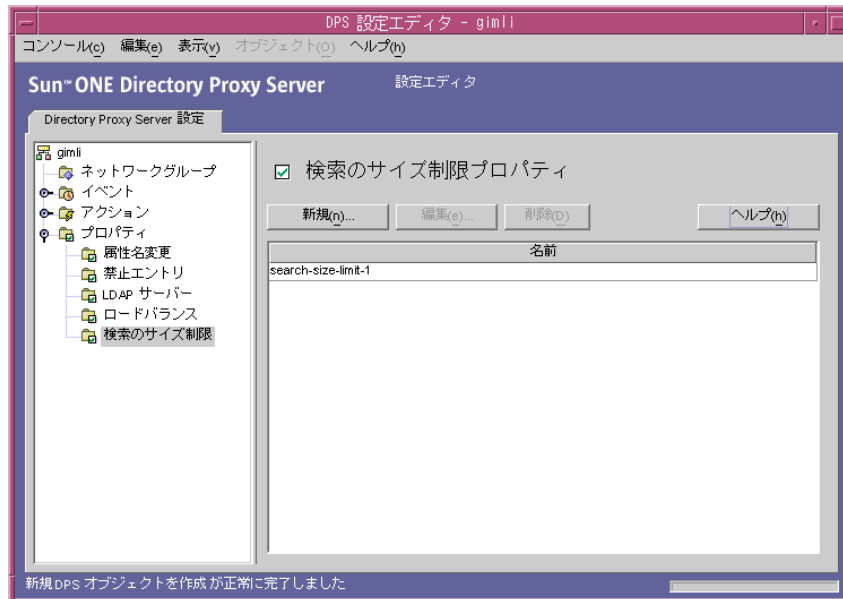 DPS 設定エディタ - gimli
コンソール(c) 編集(e) 表示(v) オブジェクト(o) ヘルプ(h)
Sun™ ONE Directory Proxy Server 設定エディタ
Directory Proxy Server 設定
gimli
ネットワークグループ
イベント
アクション
プロパティ
属性名変更
禁止エントリ
LDAP サーバー
ロードバランス
検索のサイズ制限
検索のサイズ制限プロパティ
新規(n)... 編集(e)... 削除(D) ヘルプ(h)
名前
search-size-limit-1
新規DPS オブジェクトを作成 が正常に完了しました